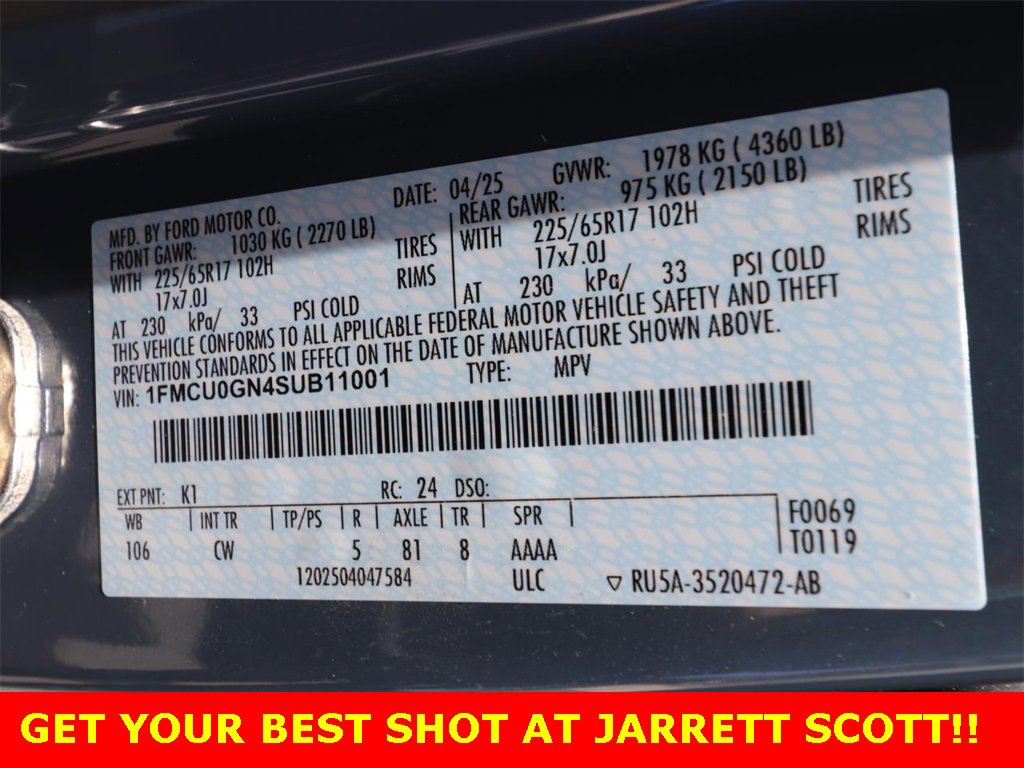 MFD. BY FORD MOTOR CO. DATE: 04/25 GVWR: 1978 KG ( 4360 LB)
FRONT GAWR: 1030 KG ( 2270 LB) REAR GAWR: 975 KG ( 2150 LB)
WITH 225/65R17 102H TIRES WITH 225/65R17 102H TIRES
17x7.0J RIMS 17x7.0J RIMS
AT 230 kPa/ 33 PSI COLD AT 230 kPa/ 33 PSI COLD
THIS VEHICLE CONFORMS TO ALL APPLICABLE FEDERAL MOTOR VEHICLE SAFETY AND THEFT
PREVENTION STANDARDS IN EFFECT ON THE DATE OF MANUFACTURE SHOWN ABOVE.
VIN: 1FMCU0GN4SUB11001 TYPE: MPV
EXT PNT: K1 RC: 24 DSO:
WB INT TR TP/PS R AXLE TR SPR F0069
106 CW 5 81 8 AAAA T0119
1202504047584 ULC ▽ RU5A-3520472-AB
GET YOUR BEST SHOT AT JARRETT SCOTT!!